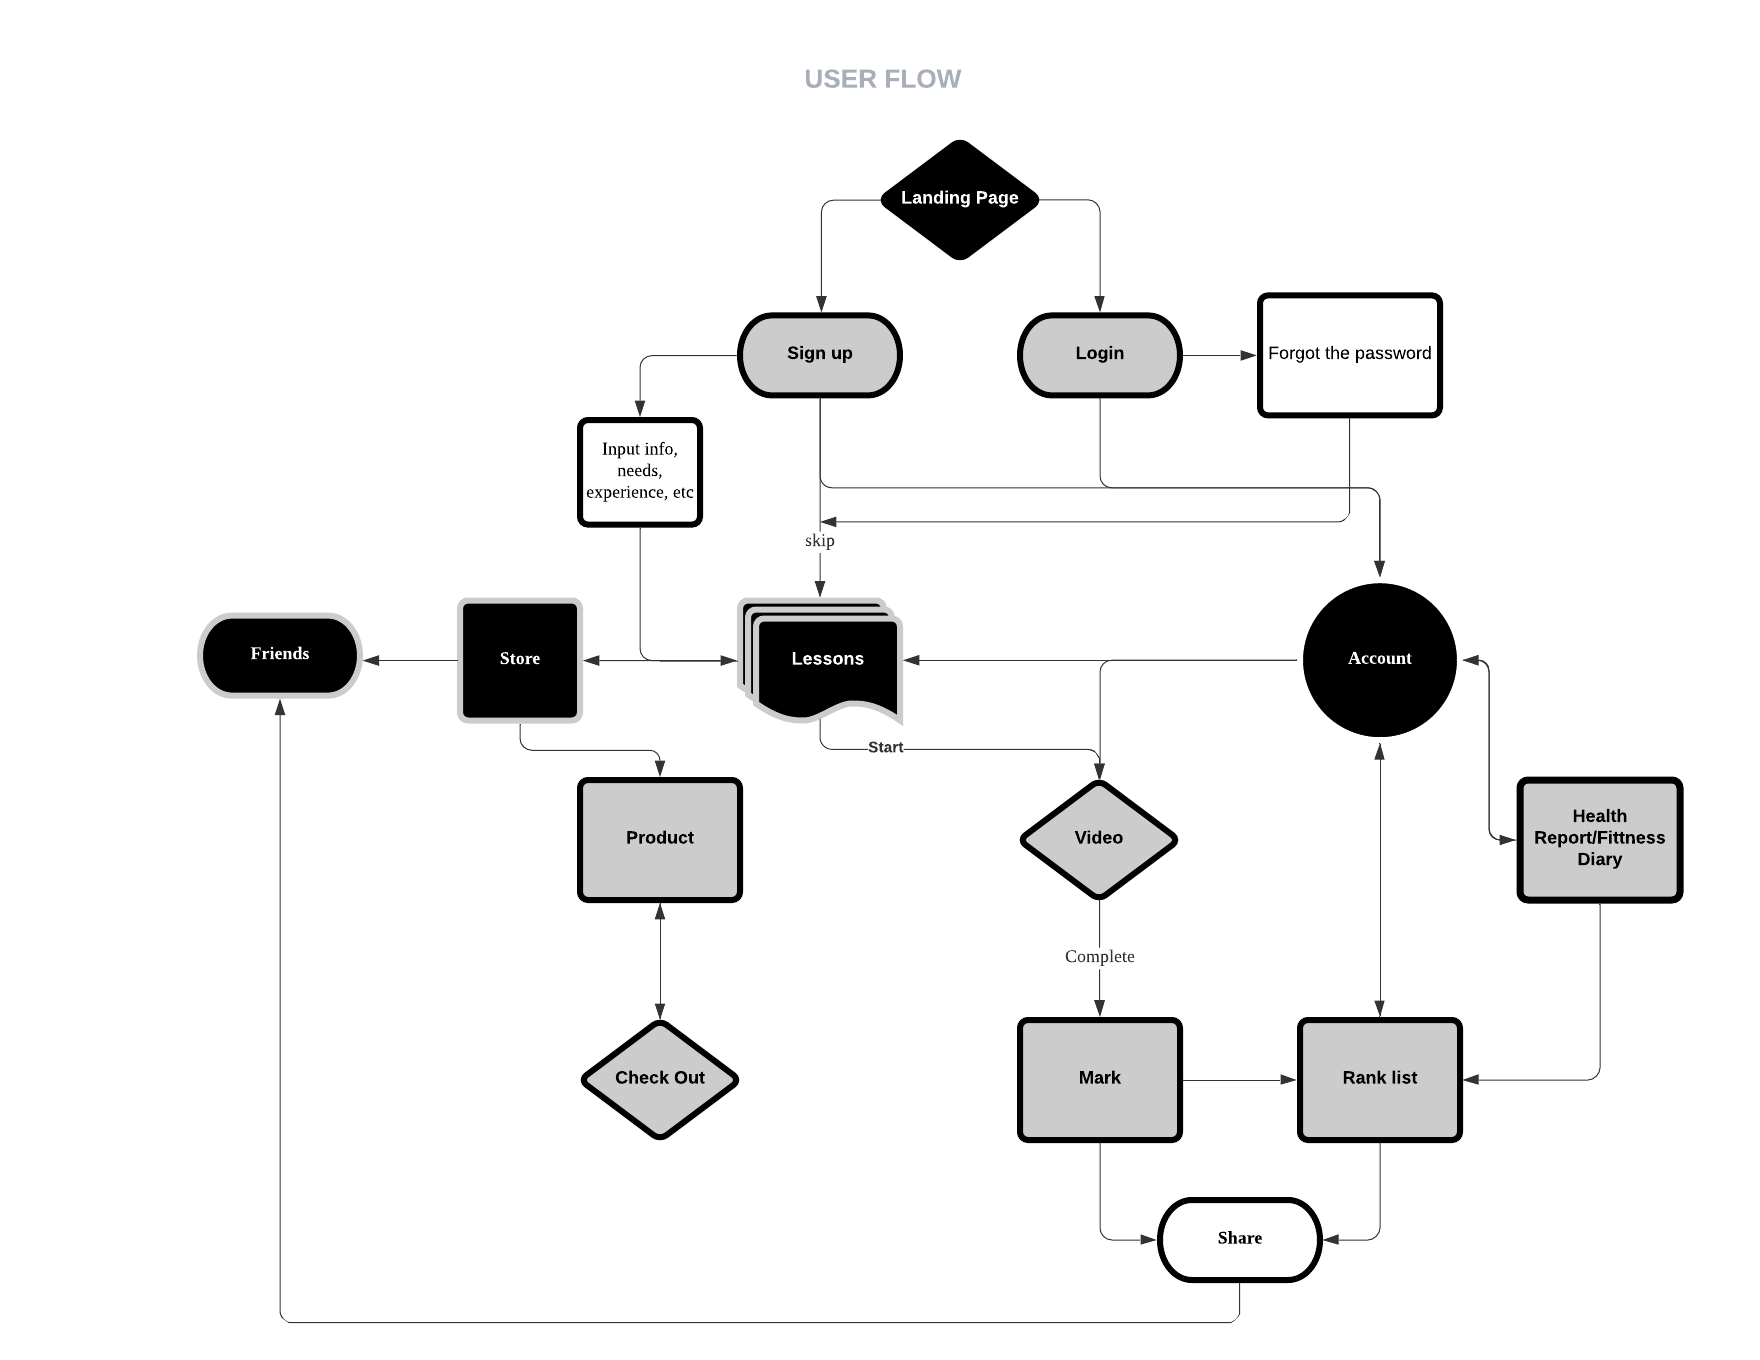 USER FLOW
Landing Page
Sign up
Login
Forgot the password
Input info,
needs,
experience, etc
skip
Friends
Store
Lessons
Account
Start
Product
Video
Health
Report/Fittness
Diary
Complete
Check Out
Mark
Rank list
Share